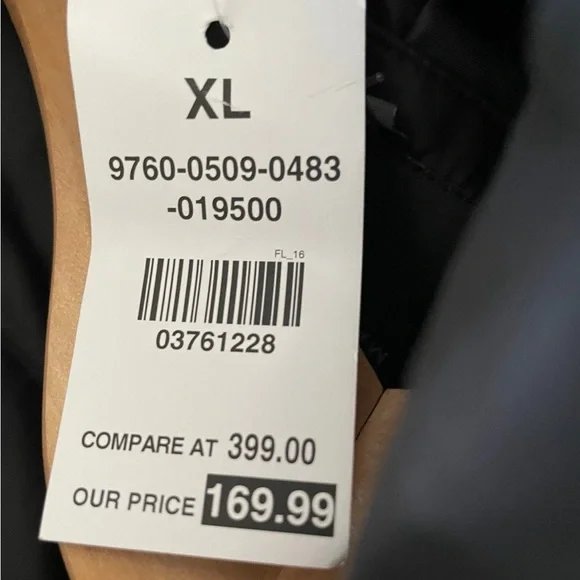 XL
9760-0509-0483
-019500
FL_16
03761228
COMPARE AT 399.00
OUR PRICE 169.99